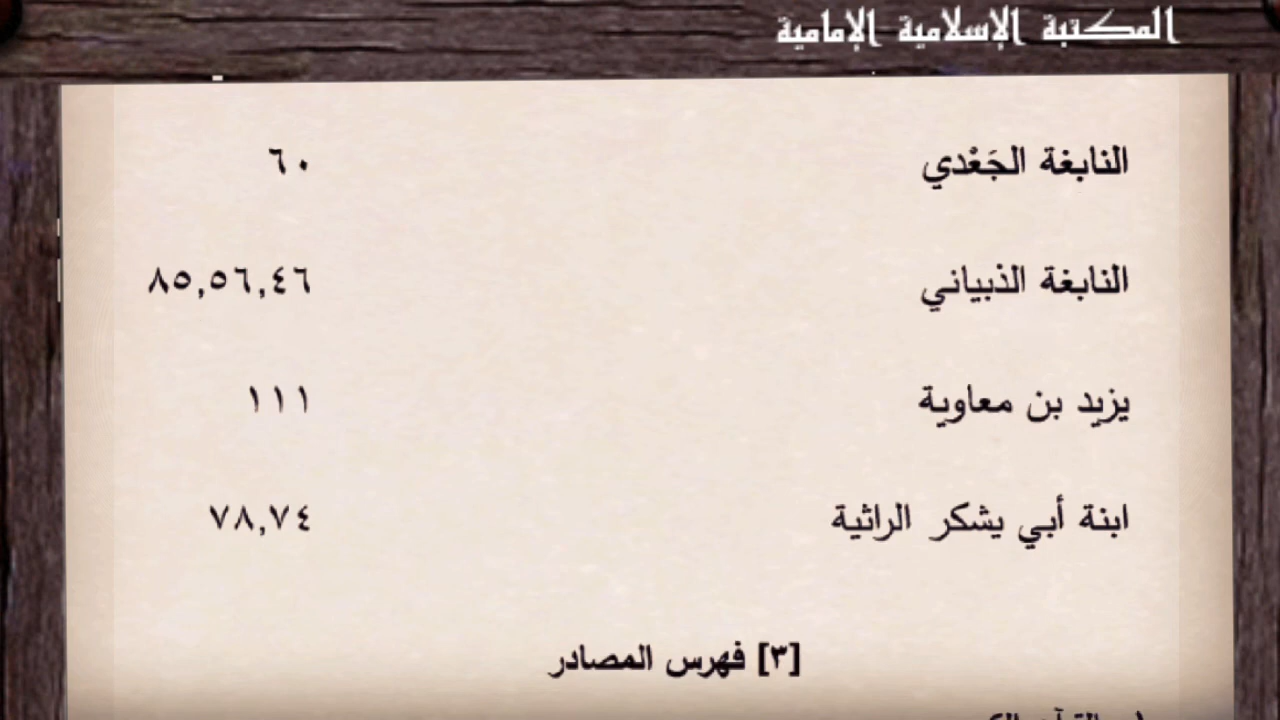 المكتبة الإسلامية الإمامية
النابغة الجَعْدي ٦٠
النابغة الذبياني ٨٥,٥٦,٤٦
يزيد بن معاوية ١١١
ابنة أبي يشكر الراثية ٧٨,٧٤
[٣] فهرس المصادر